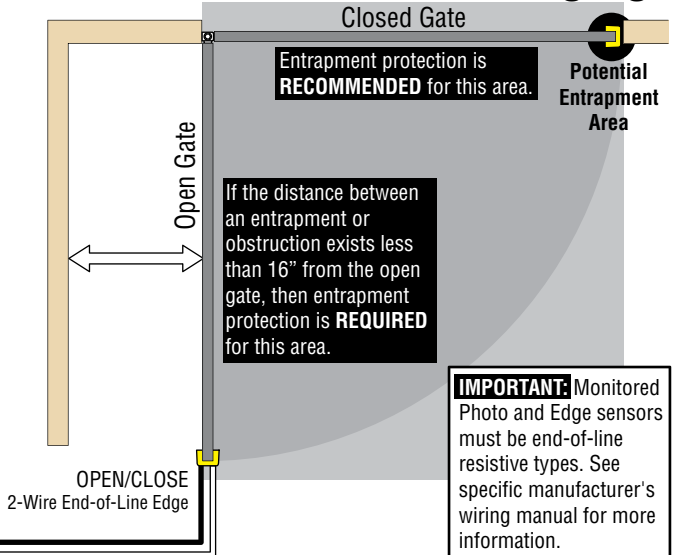 Closed Gate
Entrapment protection is
RECOMMENDED for this area.
Potential
Entrapment
Area
Open Gate
If the distance between
an entrapment or
obstruction exists less
than 16” from the open
gate, then entrapment
protection is REQUIRED
for this area.
IMPORTANT: Monitored
Photo and Edge sensors
must be end-of-line
resistive types. See
specific manufacturer's
wiring manual for more
information.
OPEN/CLOSE
2-Wire End-of-Line Edge